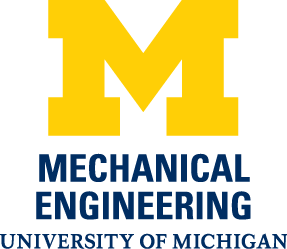 M
MECHANICAL
ENGINEERING
UNIVERSITY OF MICHIGAN